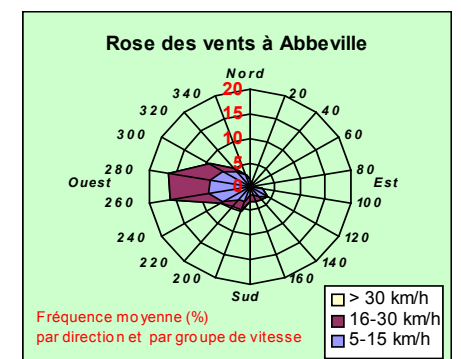 Rose des vents à Abbeville
Nord
20
40
60
80
Est
100
120
140
160
Sud
200
220
240
260
Ouest
280
300
320
340
20
15
10
5
0
Fréquence moyenne (%)
par direction et par groupe de vitesse
> 30 km/h
16-30 km/h
5-15 km/h